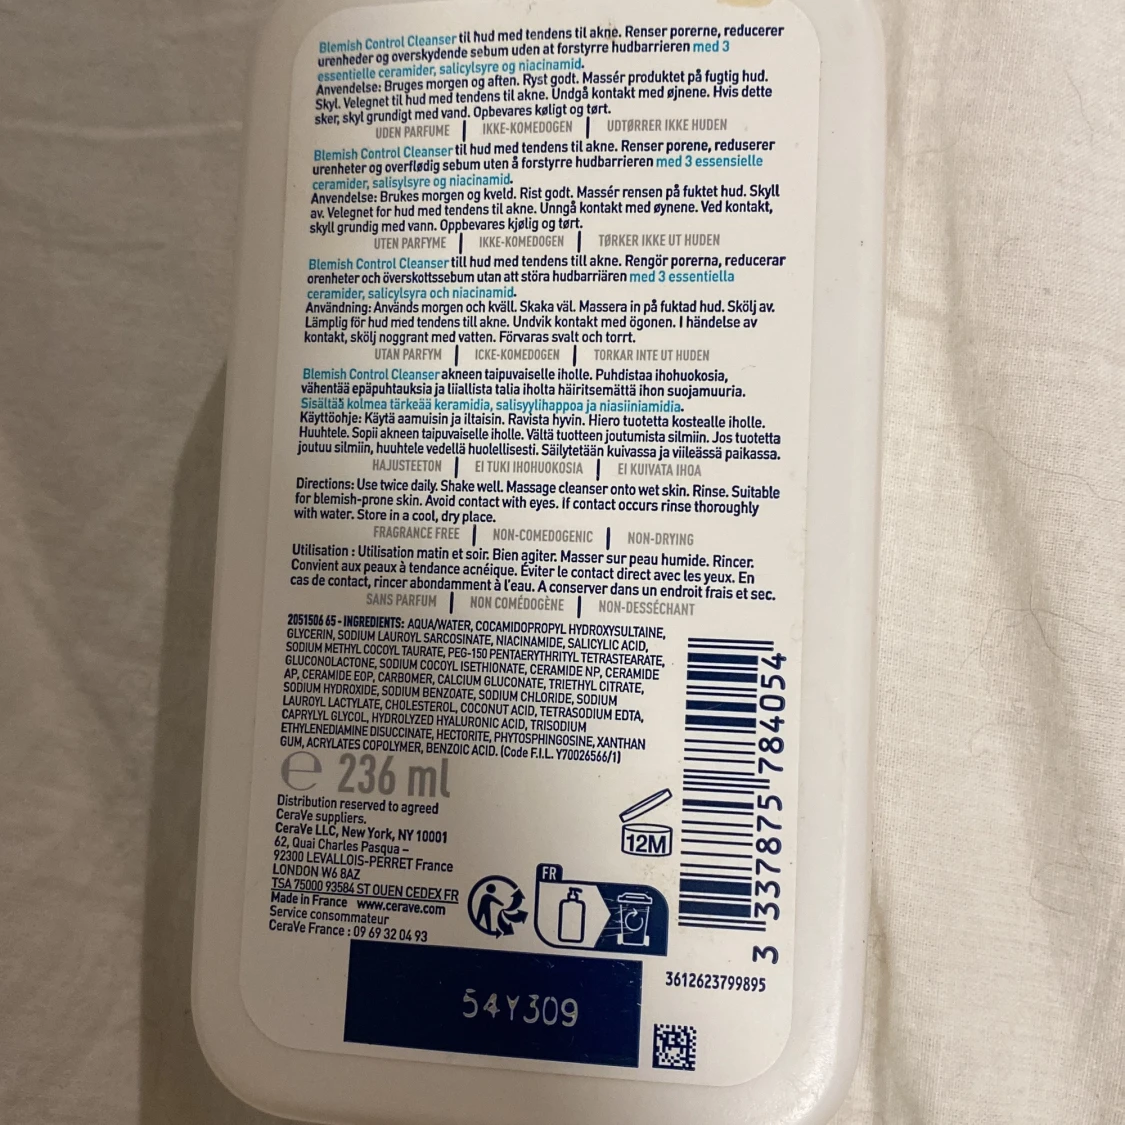 Blemish Control Cleanser til hud med tendens til akne. Renser porerne, reducerer
urenheder og overskydende sebum uden at forstyrre hudbarrieren med 3
essentielle ceramider, salicylsyre og niacinamid.
Anvendelse: Bruges morgen og aften. Ryst godt. Massér produktet på fugtig hud.
Skyl. Velegnet til hud med tendens til akne. Undgå kontakt med øjnene. Hvis dette
sker, skyl grundigt med vand. Opbevares køligt og tørt.
UDEN PARFUME | IKKE-KOMEDOGEN | UDTØRRER IKKE HUDEN
Blemish Control Cleanser til hud med tendens til akne. Renser porene, reduserer
urenheter og overflødig sebum uten å forstyrre hudbarrieren med 3 essensielle
ceramider, salisylsyre og niacinamid.
Anvendelse: Brukes morgen og kveld. Rist godt. Massér rensen på fuktet hud. Skyll
av. Velegnet for hud med tendens til akne. Unngå kontakt med øynene. Ved kontakt,
skyll grundig med vann. Oppbevares kjølig og tørt.
UTEN PARFYME | IKKE-KOMEDOGEN | TØRKER IKKE UT HUDEN
Blemish Control Cleanser till hud med tendens till akne. Rengör porerna, reducerar
orenheter och överskottssebum utan att störa hudbarriären med 3 essentiella
ceramider, salicylsyra och niacinamid.
Användning: Används morgon och kväll. Skaka väl. Massera in på fuktad hud. Skölj av.
Lämplig för hud med tendens till akne. Undvik kontakt med ögonen. I händelse av
kontakt, skölj noggrant med vatten. Förvaras svalt och torrt.
UTAN PARFYM | ICKE-KOMEDOGEN | TORKAR INTE UT HUDEN
Blemish Control Cleanser akneen taipuvaiselle iholle. Puhdistaa ihohuokosia,
vähentää epäpuhtauksia ja liiallista talia iholta häiritsemättä ihon suojamuuria.
Sisältää kolmea tärkeää keramidia, salisyylihappoa ja niasiiniamidia.
Käyttöohje: Käytä aamuisin ja iltaisin. Ravista hyvin. Hiero tuotetta kostealle iholle.
Huuhtele. Sopii akneen taipuvaiselle iholle. Vältä tuotteen joutumista silmiin. Jos tuotetta
joutuu silmiin, huuhtele vedellä huolellisesti. Säilytetään kuivassa ja viileässä paikassa.
HAJUSTEETON | EI TUKI IHOHUOKOSIA | EI KUIVATA IHOA
Directions: Use twice daily. Shake well. Massage cleanser onto wet skin. Rinse. Suitable
for blemish-prone skin. Avoid contact with eyes. If contact occurs rinse thoroughly
with water. Store in a cool, dry place.
FRAGRANCE FREE | NON-COMEDOGENIC | NON-DRYING
Utilisation : Utilisation matin et soir. Bien agiter. Masser sur peau humide. Rincer.
Convient aux peaux à tendance acnéique. Éviter le contact direct avec les yeux. En
cas de contact, rincer abondamment à l'eau. A conserver dans un endroit frais et sec.
SANS PARFUM | NON COMÉDOGÈNE | NON-DESSÉCHANT
2051506 65 - INGREDIENTS: AQUA/WATER, COCAMIDOPROPYL HYDROXYSULTAINE,
GLYCERIN, SODIUM LAUROYL SARCOSINATE, NIACINAMIDE, SALICYLIC ACID,
SODIUM METHYL COCOYL TAURATE, PEG-150 PENTAERYTHRITYL TETRASTEARATE,
GLUCONOLACTONE, SODIUM COCOYL ISETHIONATE, CERAMIDE NP, CERAMIDE
AP, CERAMIDE EOP, CARBOMER, CALCIUM GLUCONATE, TRIETHYL CITRATE,
SODIUM HYDROXIDE, SODIUM BENZOATE, SODIUM CHLORIDE, SODIUM
LAUROYL LACTYLATE, CHOLESTEROL, COCONUT ACID, TETRASODIUM EDTA,
CAPRYLYL GLYCOL, HYDROLYZED HYALURONIC ACID, TRISODIUM
ETHYLENEDIAMINE DISUCCINATE, HECTORITE, PHYTOSPHINGOSINE, XANTHAN
GUM, ACRYLATES COPOLYMER, BENZOIC ACID. (Code F.I.L. Y70026566/1)
e 236 ml
Distribution reserved to agreed
CeraVe suppliers.
CeraVe LLC, New York, NY 10001
62, Quai Charles Pasqua –
92300 LEVALLOIS-PERRET France
LONDON W6 8AZ
TSA 75000 93584 ST OUEN CEDEX FR
Made in France www.cerave.com
Service consommateur
CeraVe France : 09 69 32 04 93
12M
FR
3 337875 784054
3612623799895
54Y309